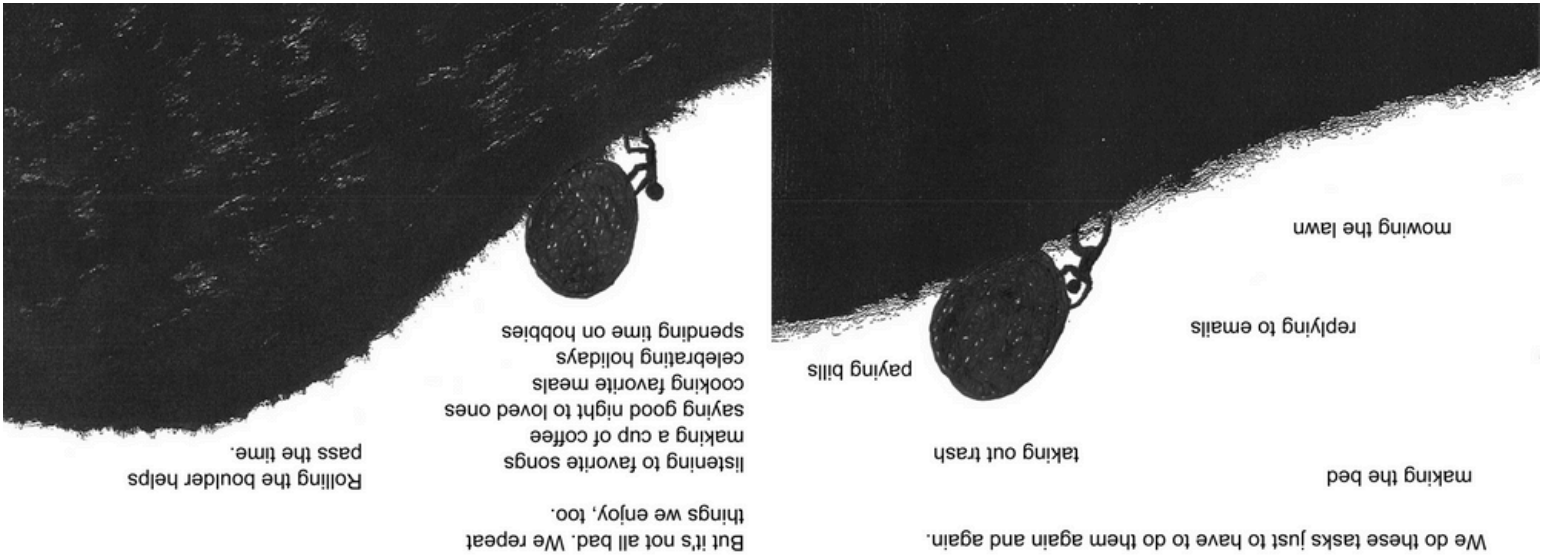 We do these tasks just to have to do them again and again.
making the bed
taking out trash
paying bills
replying to emails
mowing the lawn
But it's not all bad. We repeat
things we enjoy, too.
listening to favorite songs
making a cup of coffee
saying good night to loved ones
cooking favorite meals
celebrating holidays
spending time on hobbies
Rolling the boulder helps
pass the time.